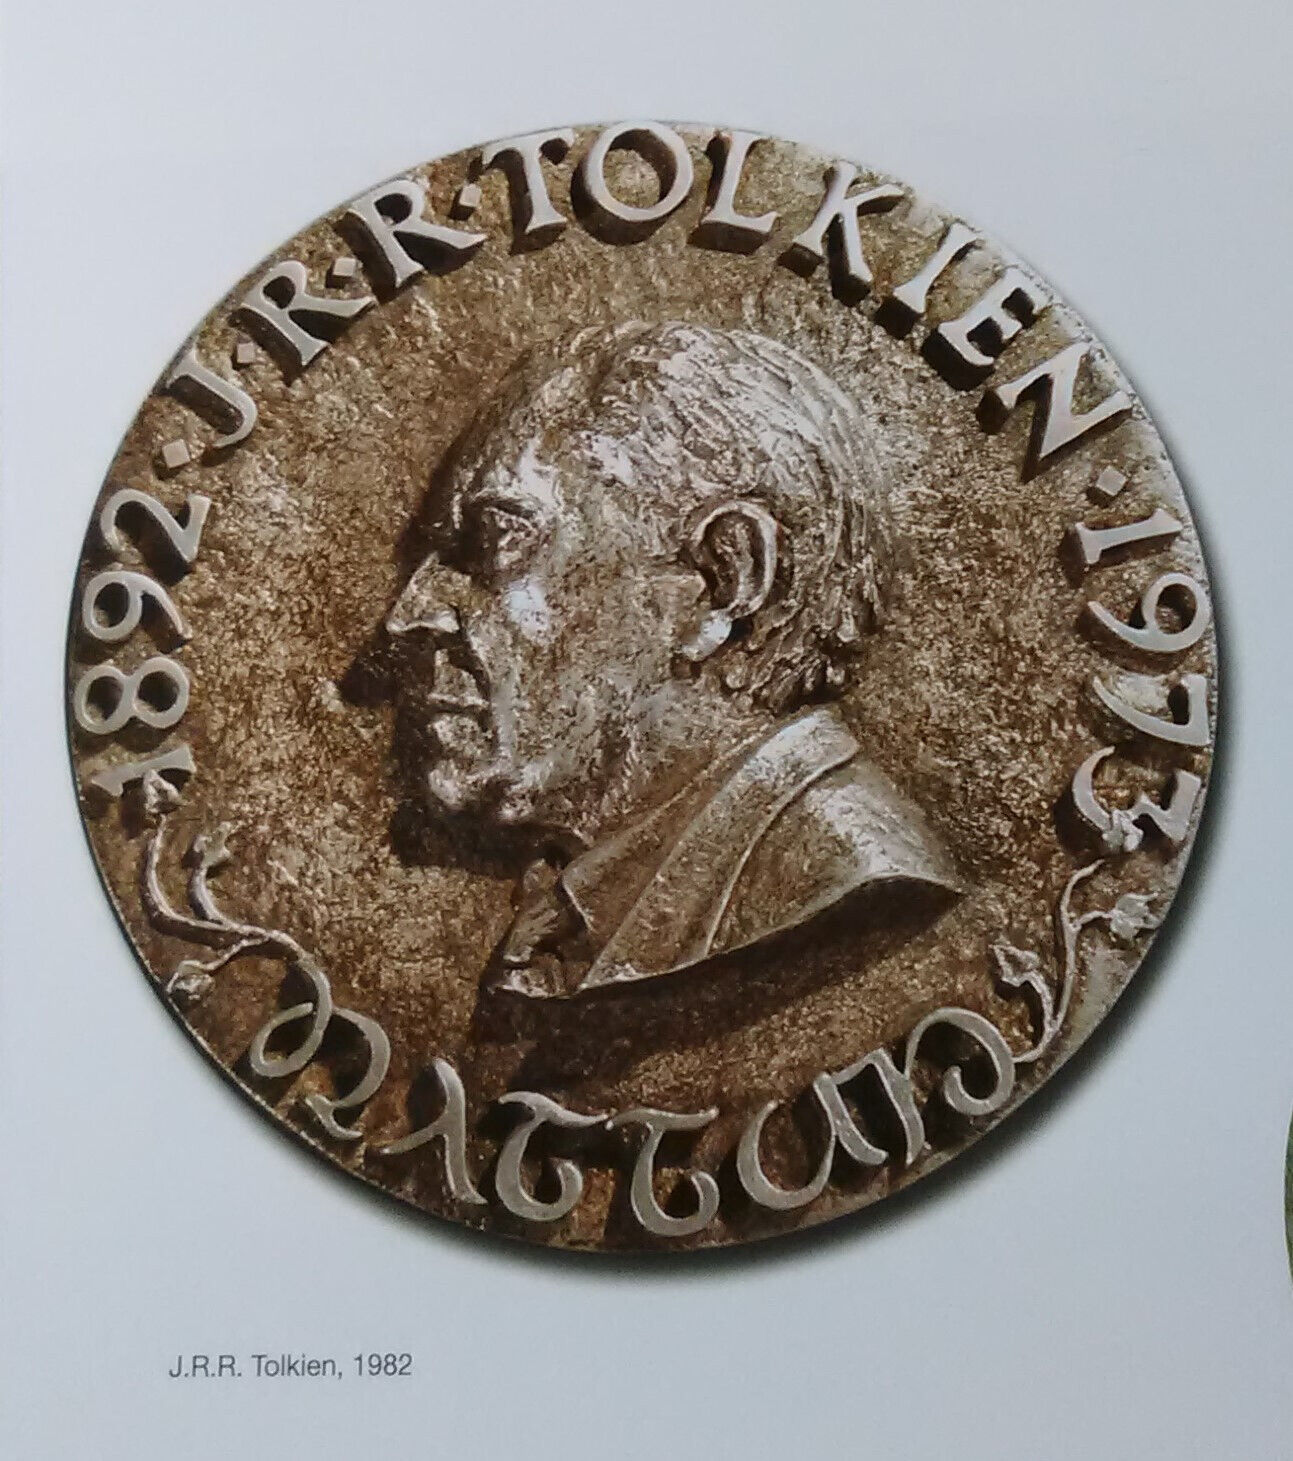 1892·J·R·R·TOLKIEN·1973
J.R.R. Tolkien, 1982